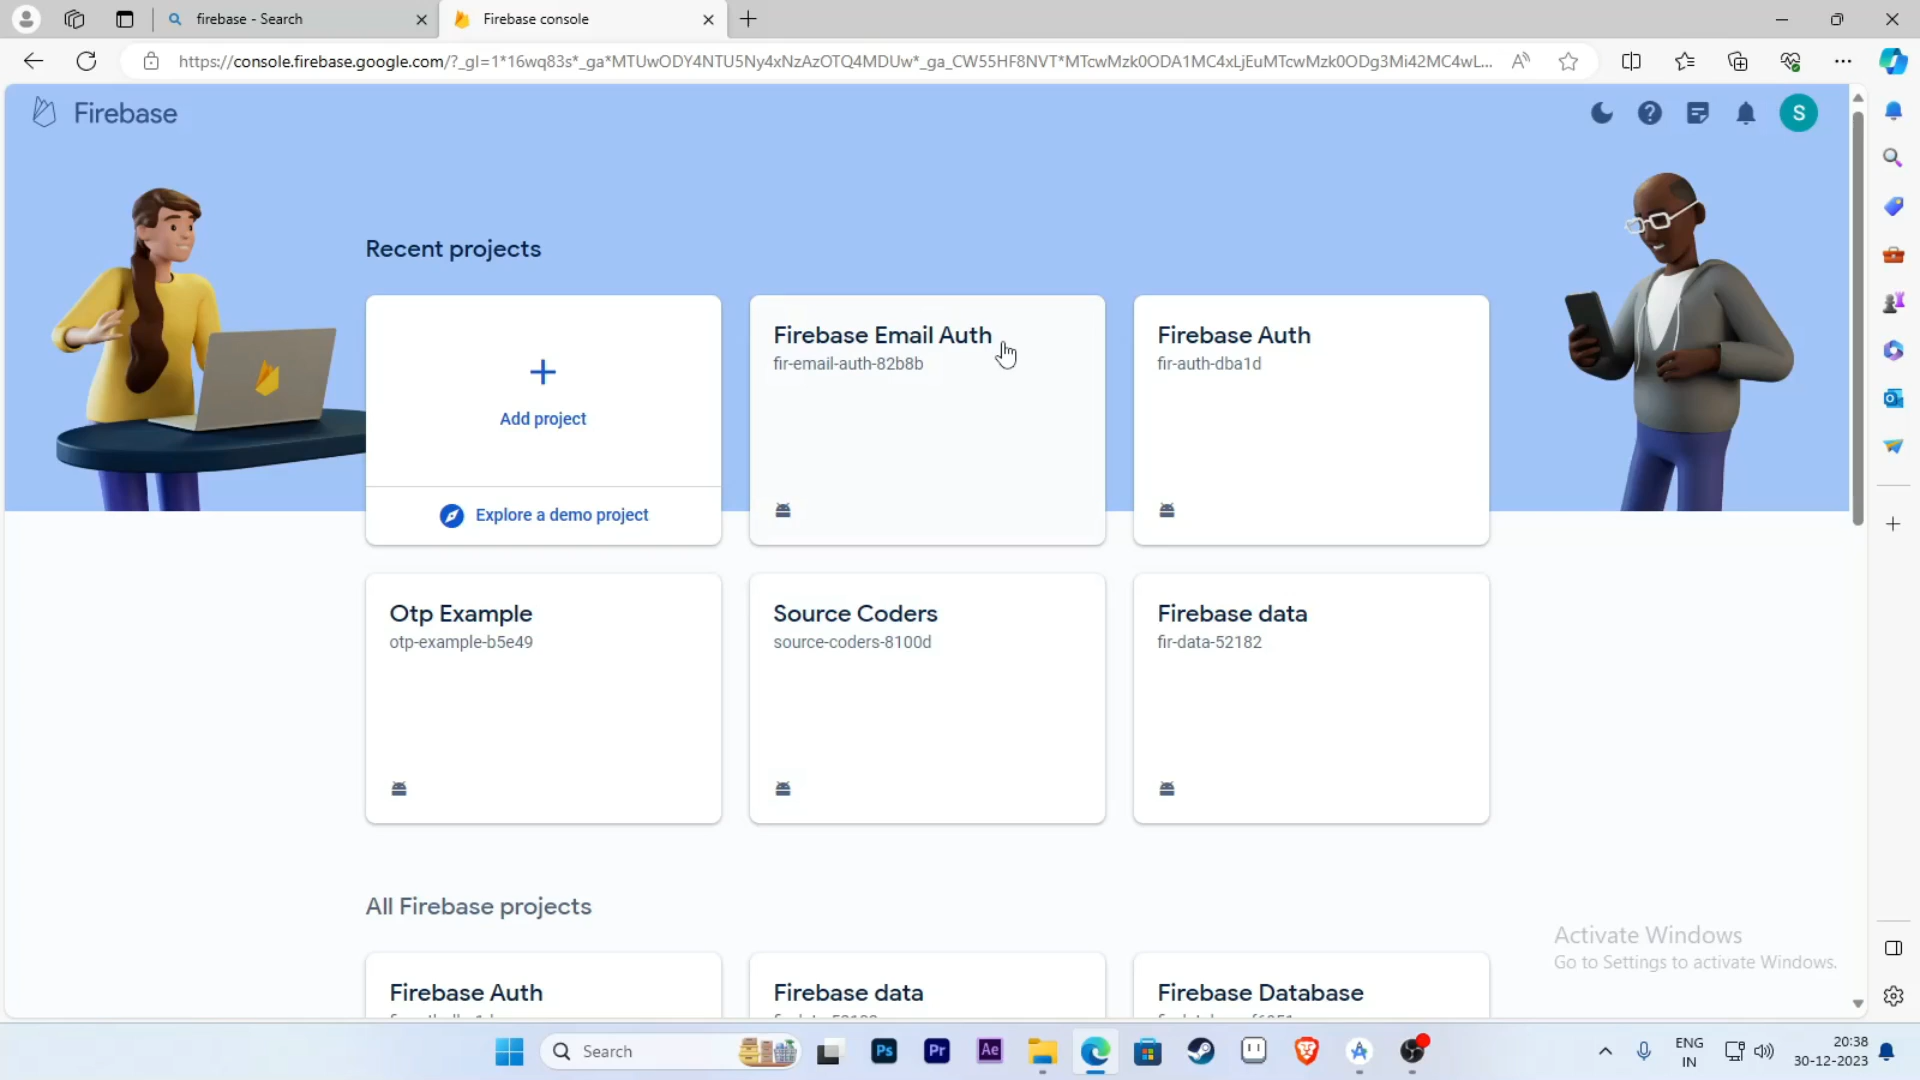 firebase - Search
Firebase console
https://console.firebase.google.com/?_gl=1*16wq83s*_ga*MTUwODY4NTU5Ny4xNzAzOTQ4MDUw*_ga_CW55HF8NVT*MTcwMzk0ODA1MC4xLjEuMTcwMzk0ODg3Mi42MC4wL...
Firebase
S
Recent projects
Add project
Explore a demo project
Firebase Email Auth
fir-email-auth-82b8b
Firebase Auth
fir-auth-dba1d
Otp Example
otp-example-b5e49
Source Coders
source-coders-8100d
Firebase data
fir-data-52182
All Firebase projects
Firebase Auth
Firebase data
Firebase Database
Activate Windows
Go to Settings to activate Windows.
Search
Ps
Pr
Ae
ENG
IN
20:38
30-12-2023